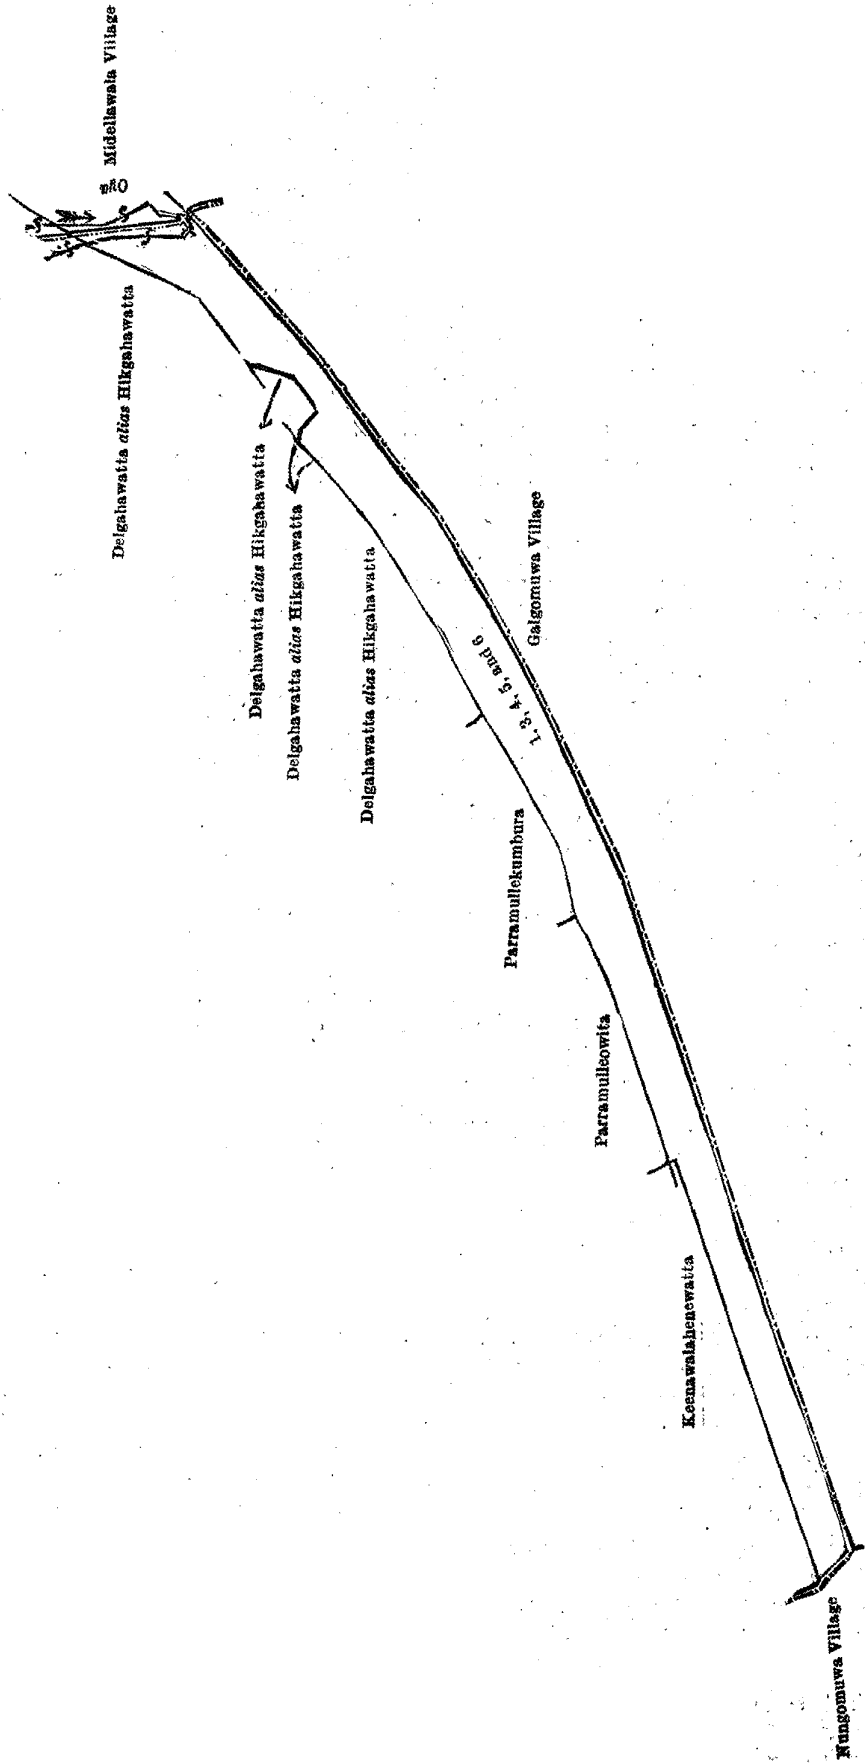 Midellawala Village
Delgahawatta alias Hikgahawatta
Delgahawatta alias Hikgahawatta
Delgahawatta alias Hikgahawatta
Delgahawatta alias Hikgahawatta
Galgomuwa Village
1, 3, 4, 5, and 6
Parramullekumbura
Parramulleowita
Keenawalahenewatta
Nungomuwa Village